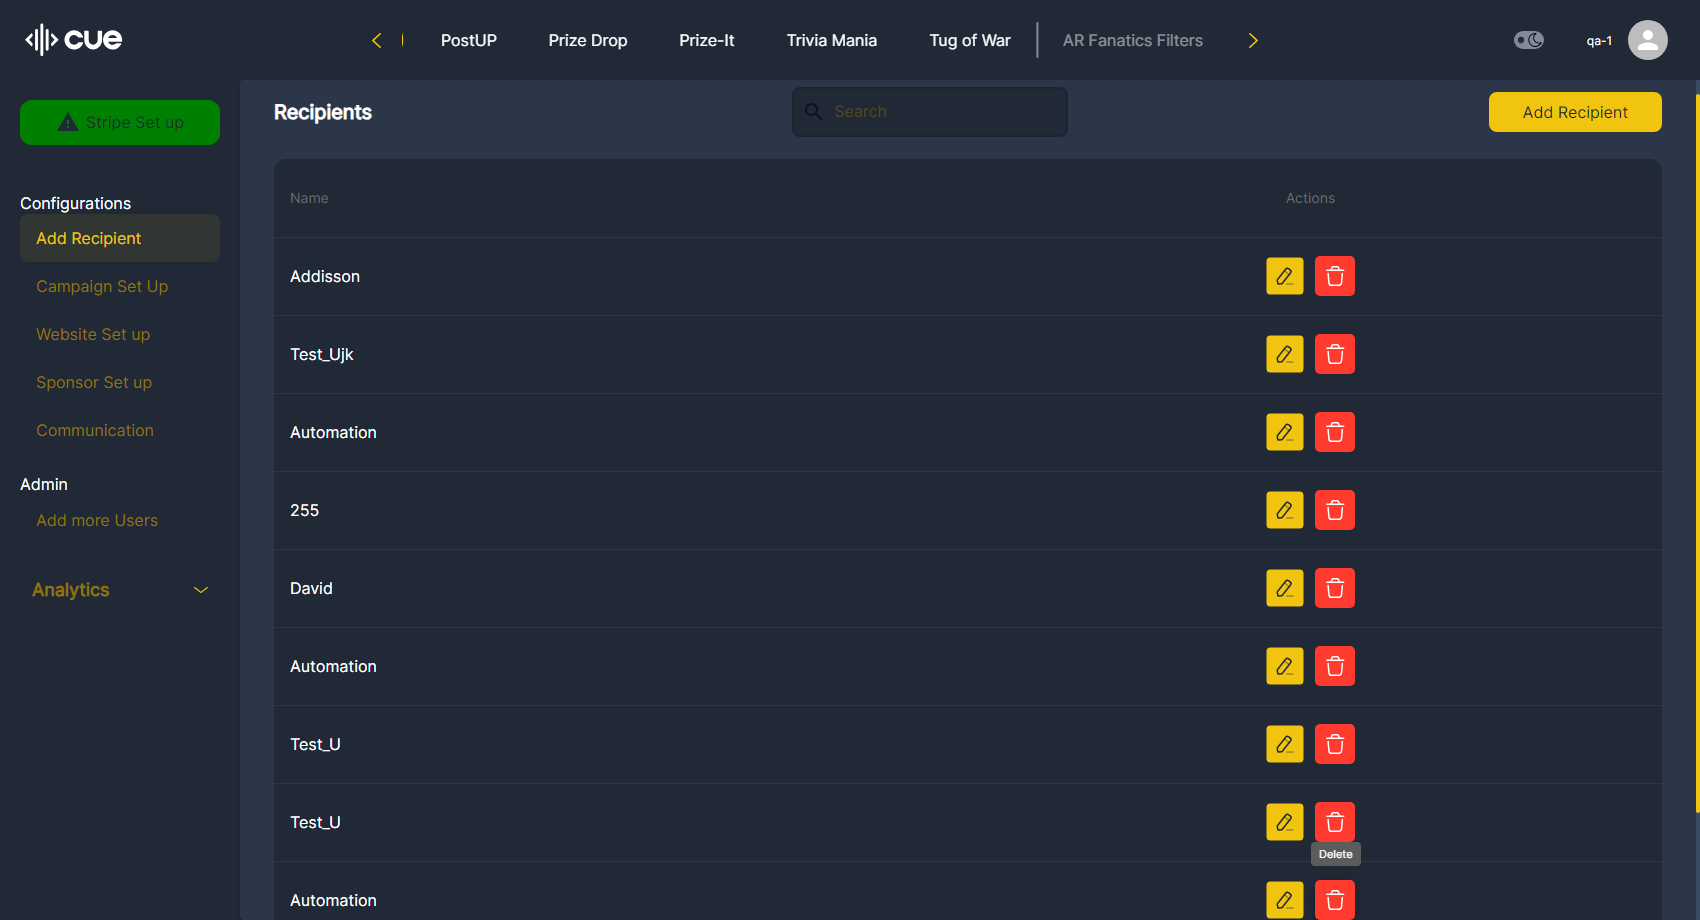 cue
PostUP
Prize Drop
Prize-It
Trivia Mania
Tug of War
AR Fanatics Filters
qa-1
Stripe Set up
Configurations
Add Recipient
Campaign Set Up
Website Set up
Sponsor Set up
Communication
Admin
Add more Users
Analytics
Recipients
Search
Add Recipient
Name
Actions
Addisson
Test_Ujk
Automation
255
David
Automation
Test_U
Test_U
Delete
Automation